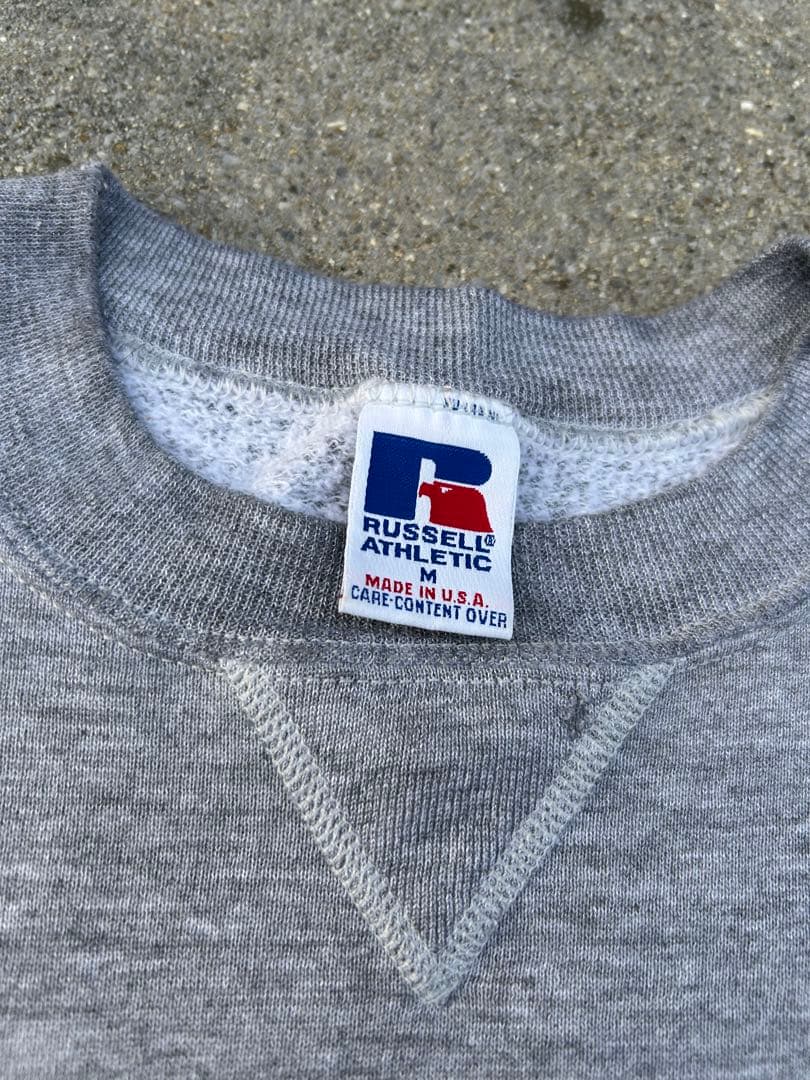 RUSSELL®
ATHLETIC
M
MADE IN U.S.A.
CARE-CONTENT OVER